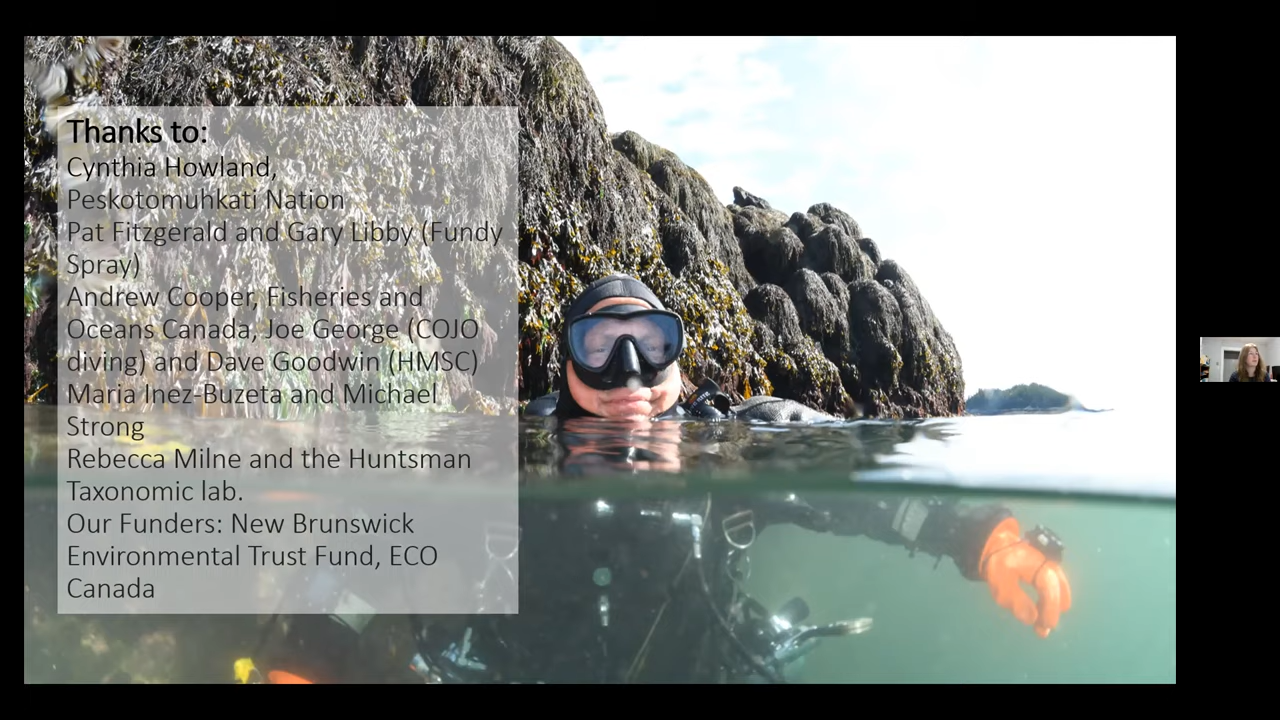 Thanks to:
Cynthia Howland,
Peskotomuhkati Nation
Pat Fitzgerald and Gary Libby (Fundy
Spray)
Andrew Cooper, Fisheries and
Oceans Canada, Joe George (COJO
diving) and Dave Goodwin (HMSC)
Maria Inez-Buzeta and Michael
Strong
Rebecca Milne and the Huntsman
Taxonomic lab.
Our Funders: New Brunswick
Environmental Trust Fund, ECO
Canada